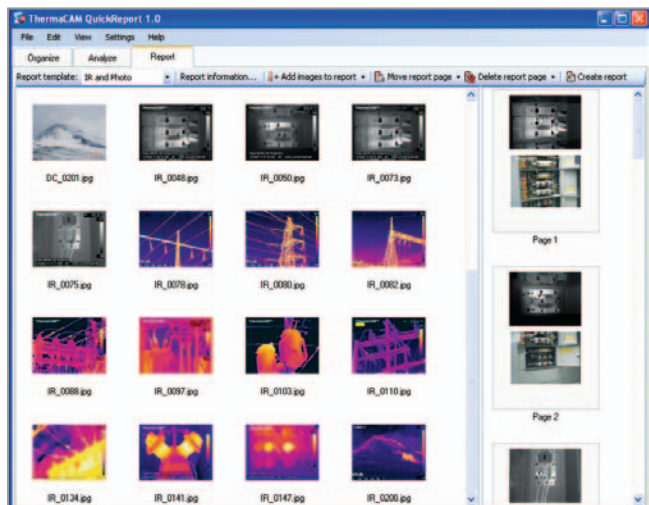 ThermaCAM QuickReport 1.0
File Edit View Settings Help
Organize Analyze Report
Report template: IR and Photo Report information... Add images to report Move report page Delete report page Create report
DC_0201.jpg IR_0048.jpg IR_0050.jpg IR_0073.jpg
Page 1
IR_0075.jpg IR_0078.jpg IR_0080.jpg IR_0082.jpg
IR_0088.jpg IR_0097.jpg IR_0103.jpg IR_0110.jpg
Page 2
IR_0134.jpg IR_0141.jpg IR_0147.jpg IR_0200.jpg